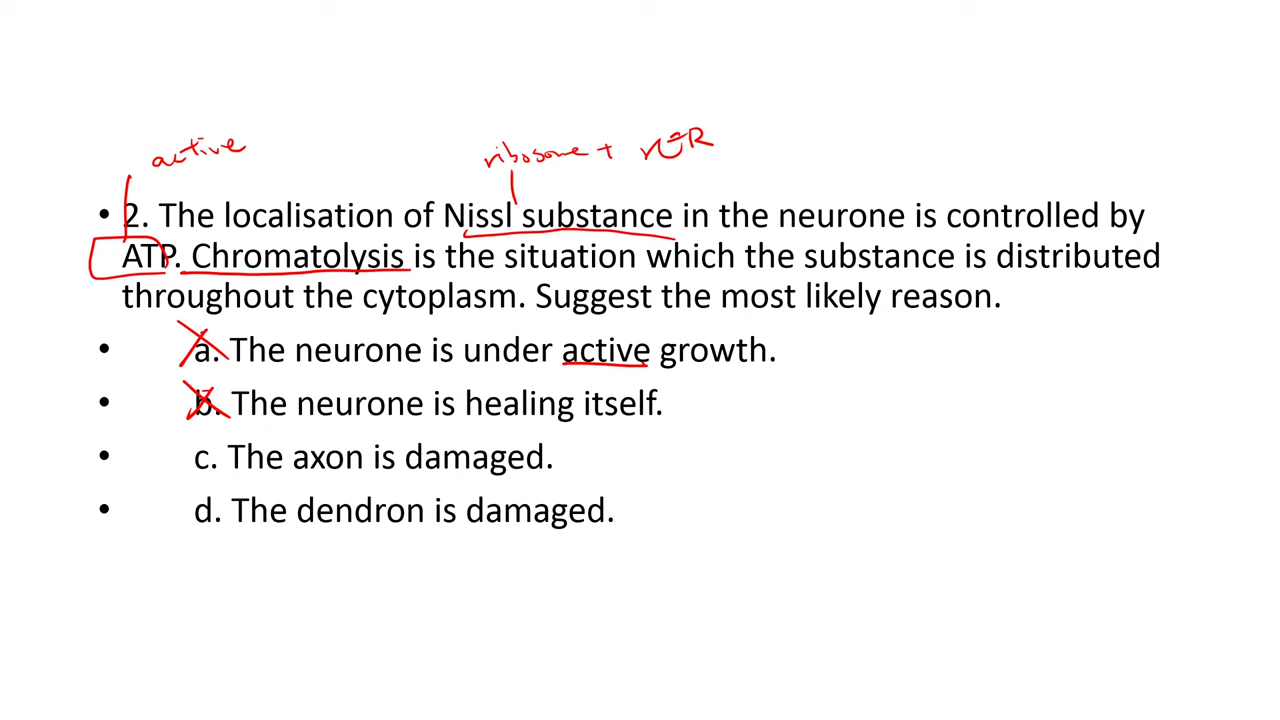 active
ribosome + rER
• 2. The localisation of Nissl substance in the neurone is controlled by
ATP. Chromatolysis is the situation which the substance is distributed
throughout the cytoplasm. Suggest the most likely reason.
• a. The neurone is under active growth.
• b. The neurone is healing itself.
• c. The axon is damaged.
• d. The dendron is damaged.